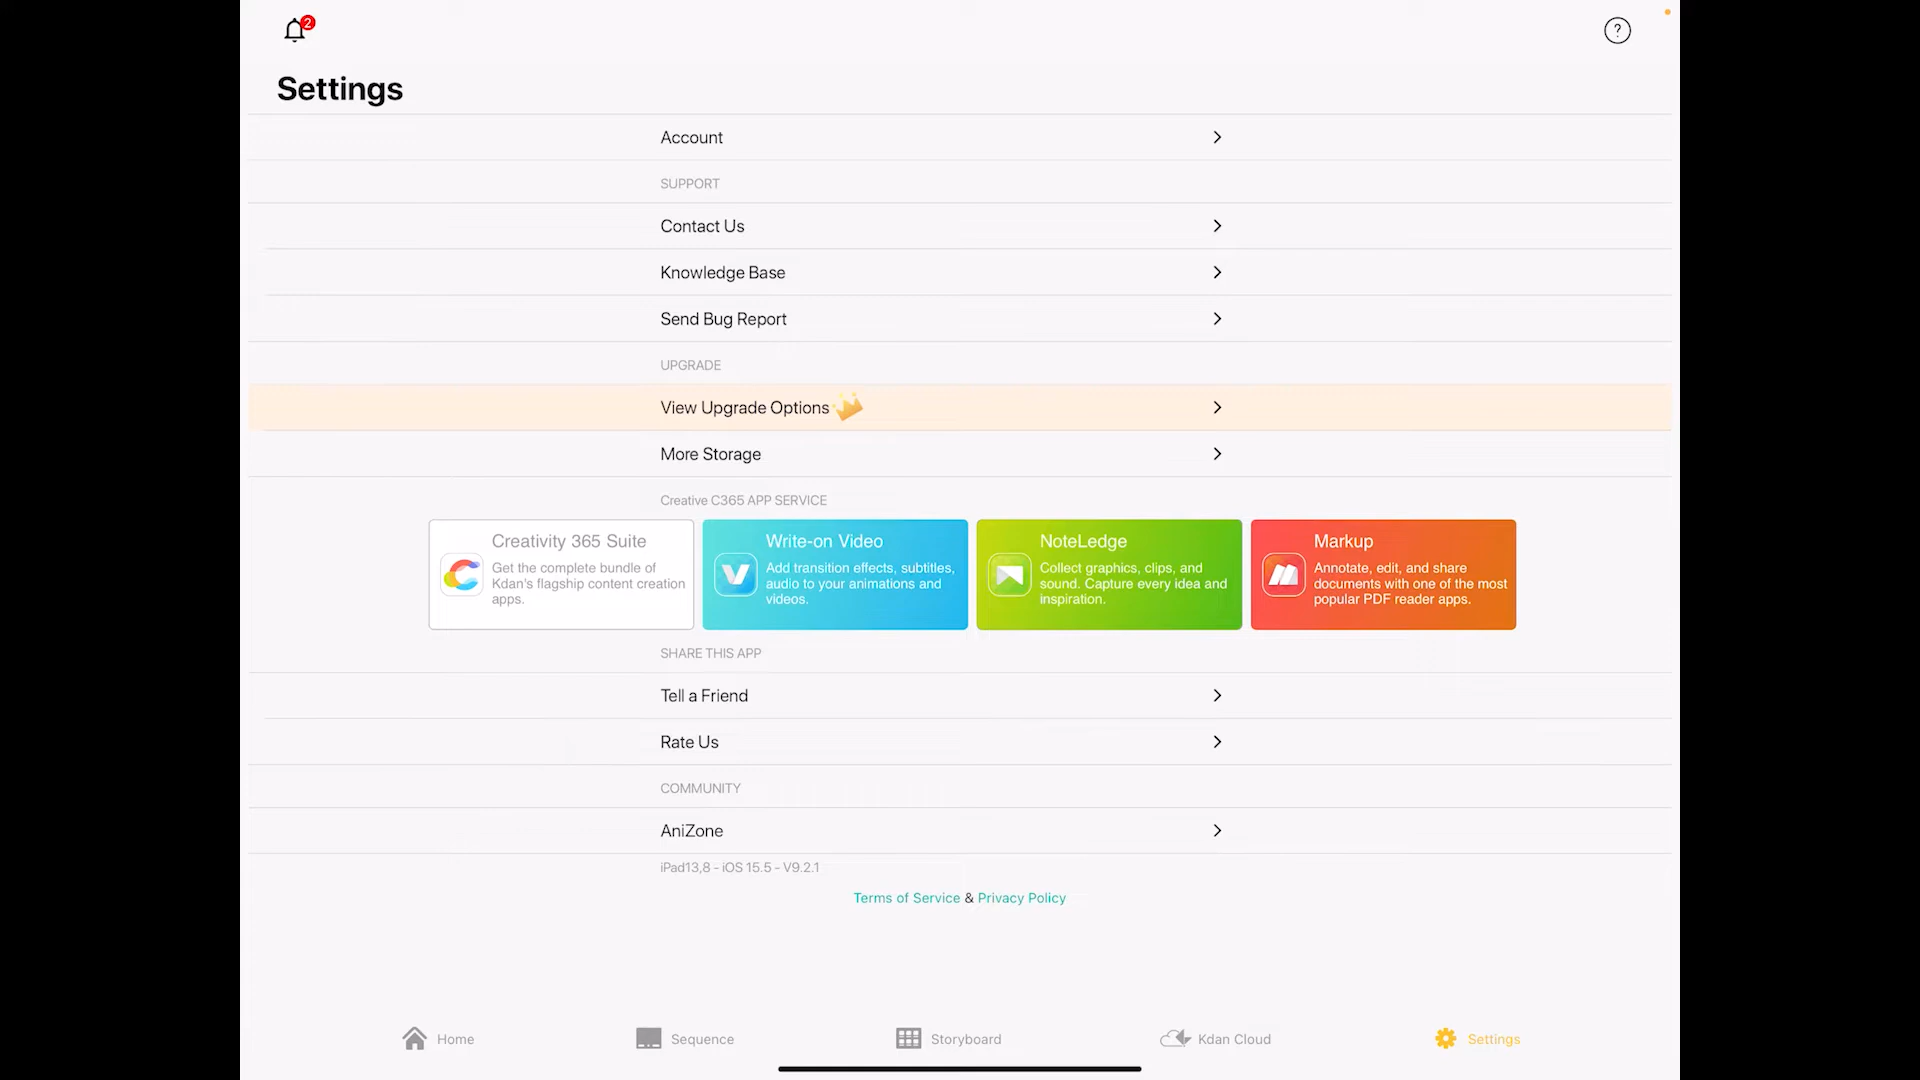 2
?
Settings
Account
SUPPORT
Contact Us
Knowledge Base
Send Bug Report
UPGRADE
View Upgrade Options
More Storage
Creative C365 APP SERVICE
Creativity 365 Suite
Get the complete bundle of
Kdan's flagship content creation
apps.
Write-on Video
Add transition effects, subtitles,
audio to your animations and
videos.
NoteLedge
Collect graphics, clips, and
sound. Capture every idea and
inspiration.
Markup
Annotate, edit, and share
documents with one of the most
popular PDF reader apps.
SHARE THIS APP
Tell a Friend
Rate Us
COMMUNITY
AniZone
iPad13,8 - iOS 15.5 - V9.2.1
Terms of Service & Privacy Policy
Home
Sequence
Storyboard
Kdan Cloud
Settings